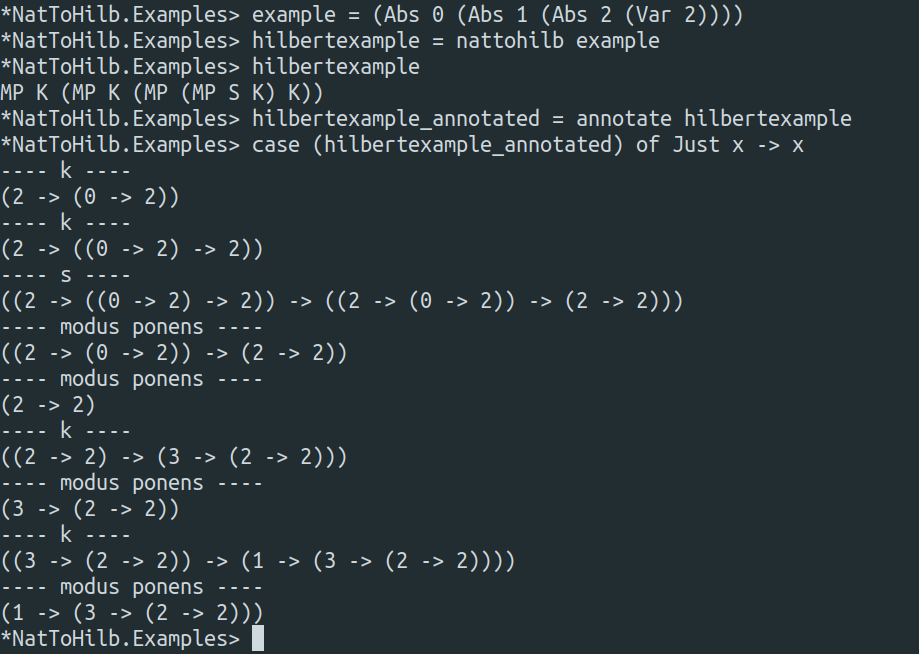 *NatToHilb.Examples> example = (Abs 0 (Abs 1 (Abs 2 (Var 2))))
*NatToHilb.Examples> hilbertexample = nattohilb example
*NatToHilb.Examples> hilbertexample
MP K (MP K (MP (MP S K) K))
*NatToHilb.Examples> hilbertexample_annotated = annotate hilbertexample
*NatToHilb.Examples> case (hilbertexample_annotated) of Just x -> x
---- k ----
(2 -> (0 -> 2))
---- k ----
(2 -> ((0 -> 2) -> 2))
---- s ----
((2 -> ((0 -> 2) -> 2)) -> ((2 -> (0 -> 2)) -> (2 -> 2)))
---- modus ponens ----
((2 -> (0 -> 2)) -> (2 -> 2))
---- modus ponens ----
(2 -> 2)
---- k ----
((2 -> 2) -> (3 -> (2 -> 2)))
---- modus ponens ----
(3 -> (2 -> 2))
---- k ----
((3 -> (2 -> 2)) -> (1 -> (3 -> (2 -> 2))))
---- modus ponens ----
(1 -> (3 -> (2 -> 2)))
*NatToHilb.Examples>